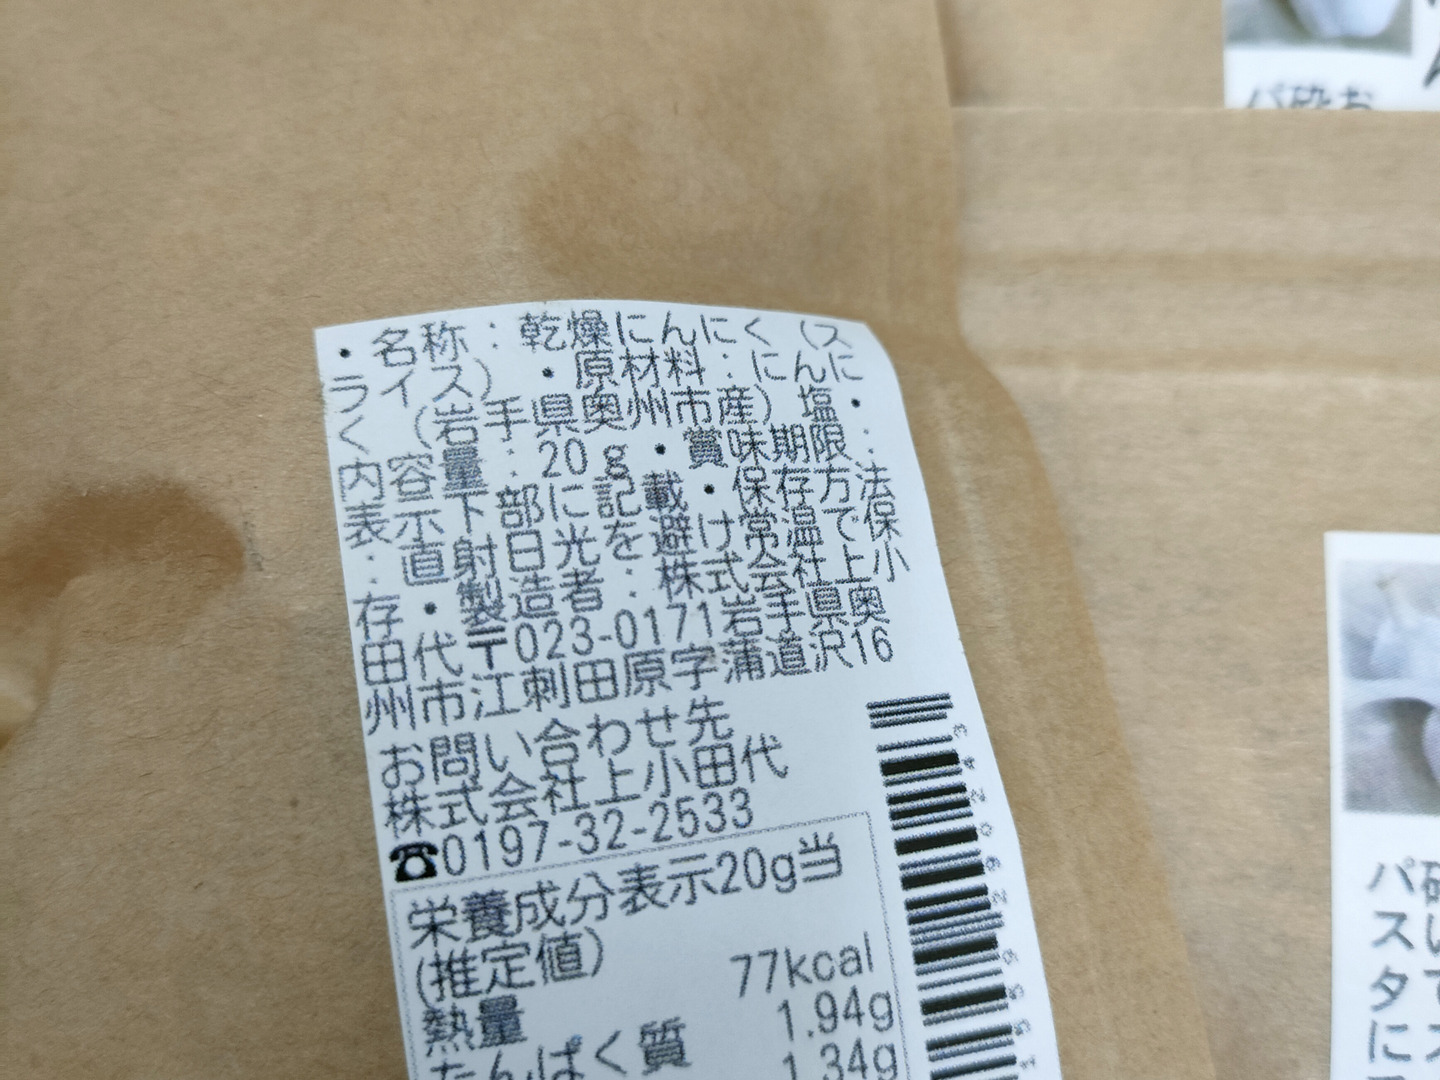 ・名称：乾燥にんにく（ス
ライス）・原材料：にんに
く（岩手県奥州市産）塩・
内容量：20ｇ・賞味期限：
表示下部に記載・保存方法
：直射日光を避け常温で保
存・製造者：株式会社上小
田代〒023-0171岩手県奥
州市江刺田原字蒲道沢16
お問い合わせ先
株式会社上小田代
☎0197-32-2533
栄養成分表示20g当
(推定値)
熱量 77kcal
たんぱく質 1.94g
1.34g
パスタに